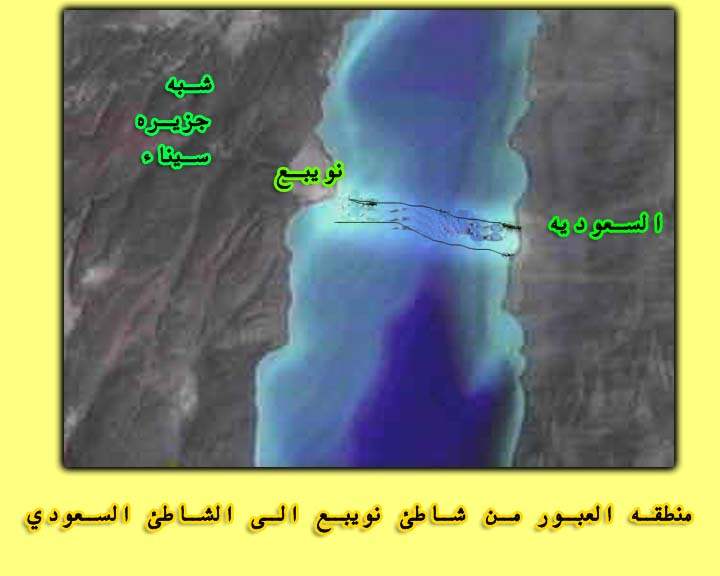 شبه
جزيره
سيناء
نويبع
السعوديه
منطقه العبور من شاطئ نويبع الى الشاطئ السعودي